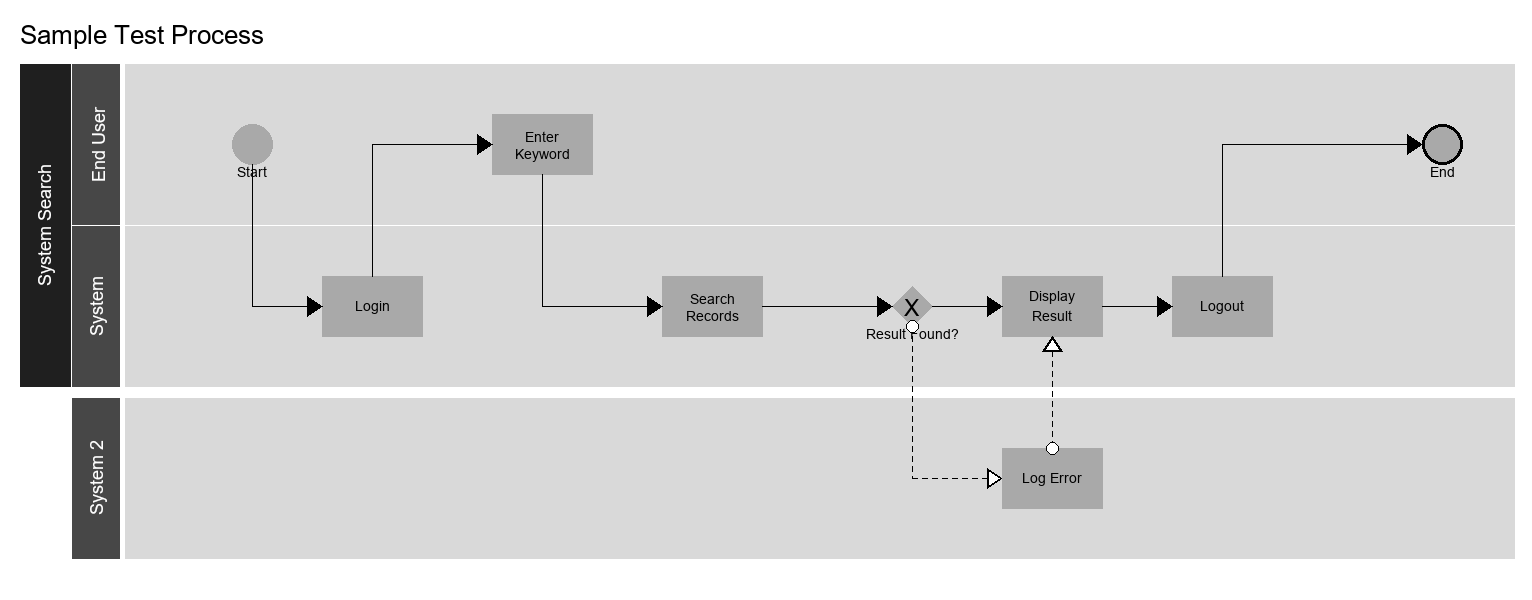 Sample Test Process
System Search
End User
Start
Enter
Keyword
End
System
Login
Search
Records
X
Result Found?
Display
Result
Logout
System 2
Log Error